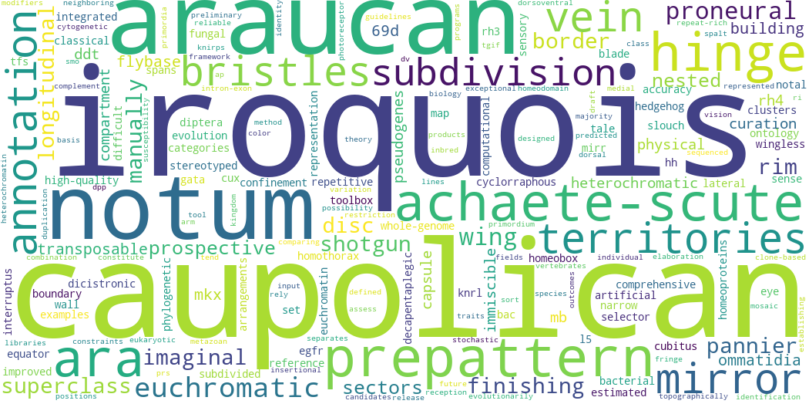 iroquois
caupolican
araucan
notum
prepattern
hinge
achaete-scute
territories
mirror
ara
annotation
vein
subdivision
bristles
proneural
border
building
nested
69d
rh3
rh4
ddt
flybase
spans
longitudinal
compartment
difficult
manually
susceptibility
integrated
cytogenetic
classical
tfs
modifiers
neighboring
preliminary
reliable
fungal
knirps
framework
ap
intron-exon
primordia
programs
guidelines
tgif
sensory
photoreceptor
identity
dorsoventral
repeat-rich
spalt
class
smo
complement
basis
diptera
evolution
categories
stereotyped
gata
cux
high-quality
dpp
duplication
heterochromatin
representation
confinement
repetitive
pseudogenes
map
products
inbred
lines
computational
dv
biology
method
color
theory
exceptional
homeodomain
majority
predicted
designed
tale
mirr
dorsal
medial
draft
hedgehog
slouch
physical
accuracy
clusters
curation
ontology
wingless
notal
represented
vision
ri
sequenced
hh
rim
sense
lateral
heterochromatic
cyclorraphous
toolbox
variation
possibility
restriction
whole-genome
tool
arm
kingdom
comparing
disc
shotgun
homothorax
wing
immiscible
capsule
decapentaplegic
transposable
prospective
combination
constitute
tend
interruptus
dicistronic
boundary
wall
examples
mkx
phylogenetic
arrangements
input
rely
set
defined
assess
euchromatin
knrl
fields
sort
traits
stochastic
bac
primordium
homeobox
vertebrates
species
individual
artificial
narrow
selector
mb
l5
outcomes
elaboration
clone-based
comprehensive
homeoproteins
eye
mosaic
establishing
equator
libraries
constraints
eukaryotic
improved
positions
superclass
imaginal
subdivided
metazoan
prs
euchromatic
separates
insertional
egfr
reference
sectors
future
candidates
release
reception
evolutionarily
finishing
bacterial
estimated
cubitus
fringe
topographically
pannier
ommatidia
identification